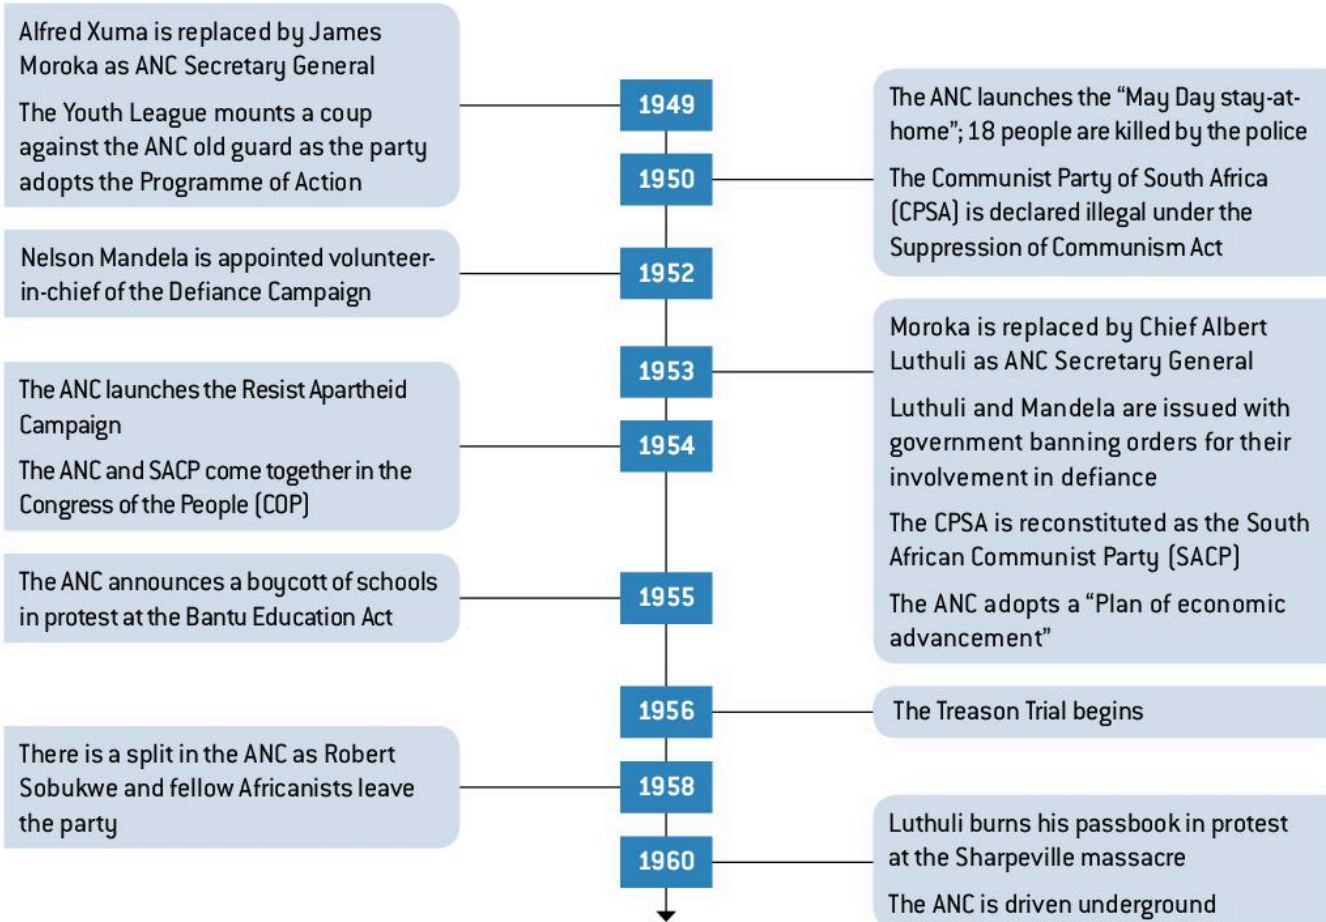 Alfred Xuma is replaced by James
Moroka as ANC Secretary General
The Youth League mounts a coup
against the ANC old guard as the party
adopts the Programme of Action
1949
1950
The ANC launches the “May Day stay-at-
home”; 18 people are killed by the police
The Communist Party of South Africa
(CPSA) is declared illegal under the
Suppression of Communism Act
Nelson Mandela is appointed volunteer-
in-chief of the Defiance Campaign
1952
1953
Moroka is replaced by Chief Albert
Luthuli as ANC Secretary General
Luthuli and Mandela are issued with
government banning orders for their
involvement in defiance
The CPSA is reconstituted as the South
African Communist Party (SACP)
The ANC adopts a “Plan of economic
advancement”
The ANC launches the Resist Apartheid
Campaign
The ANC and SACP come together in the
Congress of the People (COP)
1954
The ANC announces a boycott of schools
in protest at the Bantu Education Act
1955
1956
The Treason Trial begins
There is a split in the ANC as Robert
Sobukwe and fellow Africanists leave
the party
1958
1960
Luthuli burns his passbook in protest
at the Sharpeville massacre
The ANC is driven underground